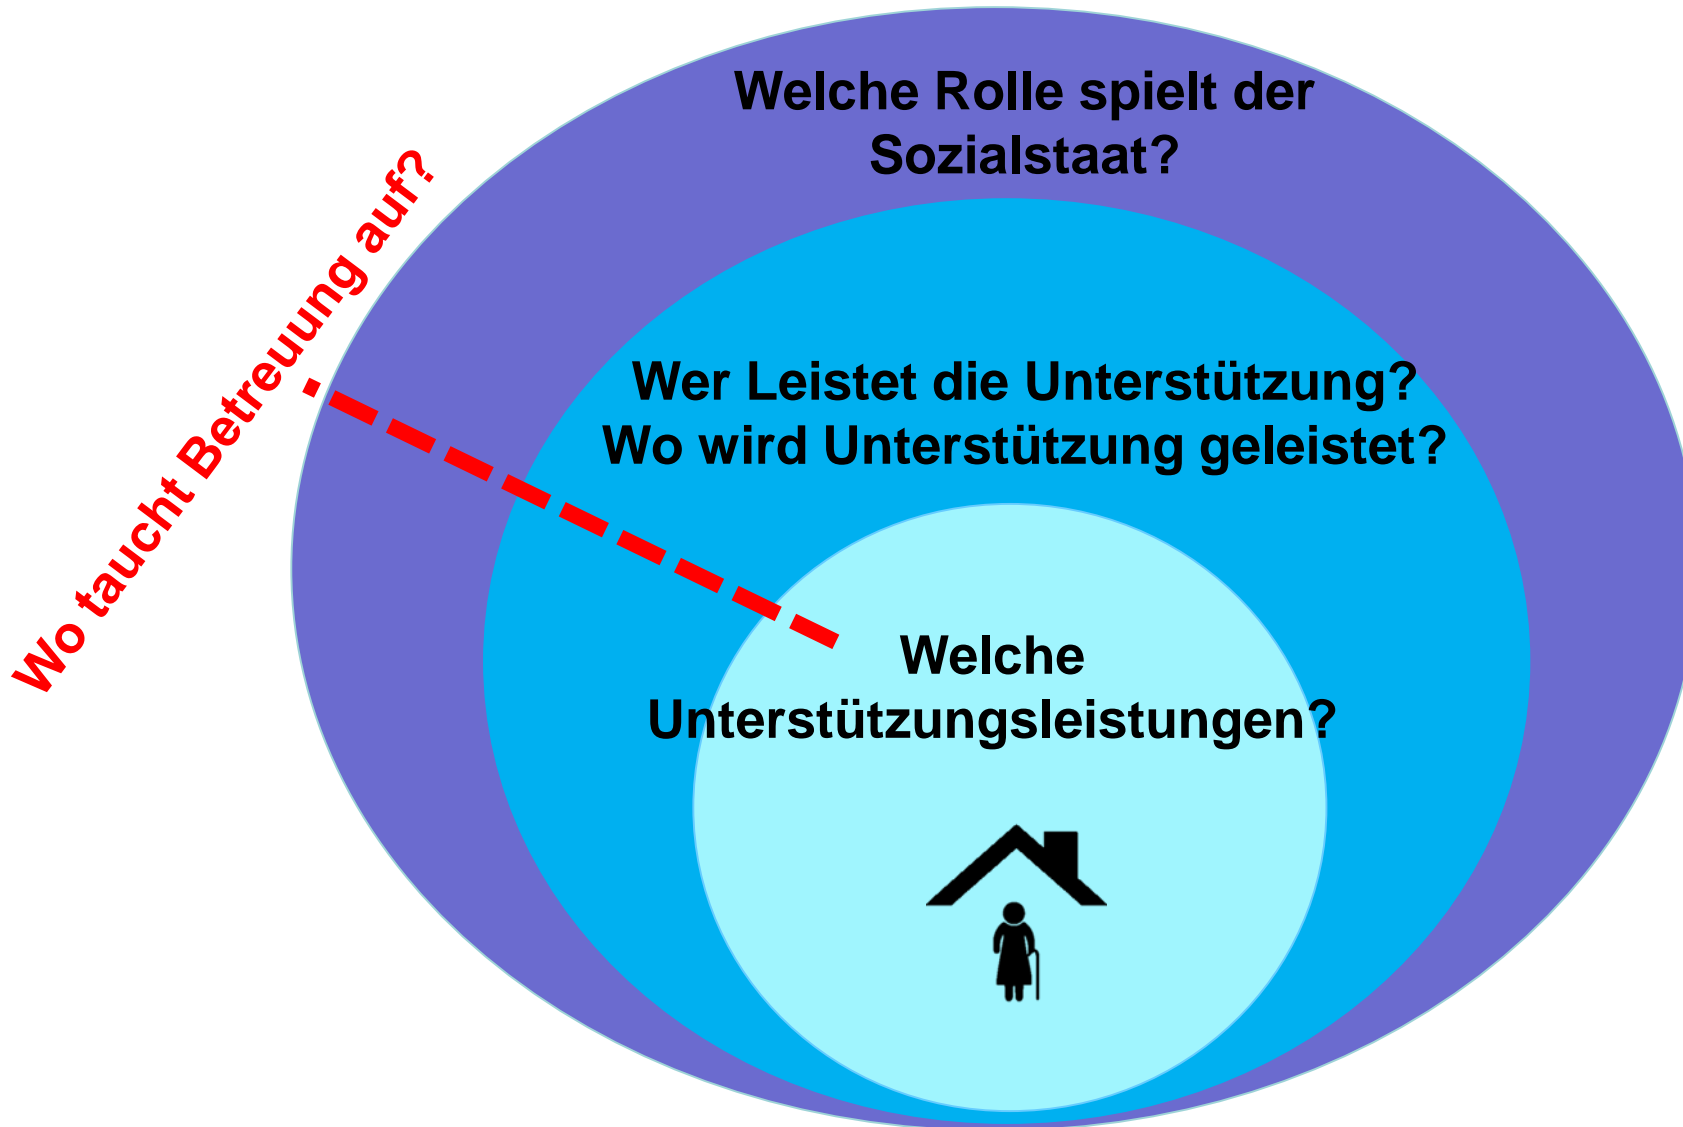 Welche Rolle spielt der
Sozialstaat?
Wo taucht Betreuung auf?
Wer Leistet die Unterstützung?
Wo wird Unterstützung geleistet?
Welche
Unterstützungsleistungen?